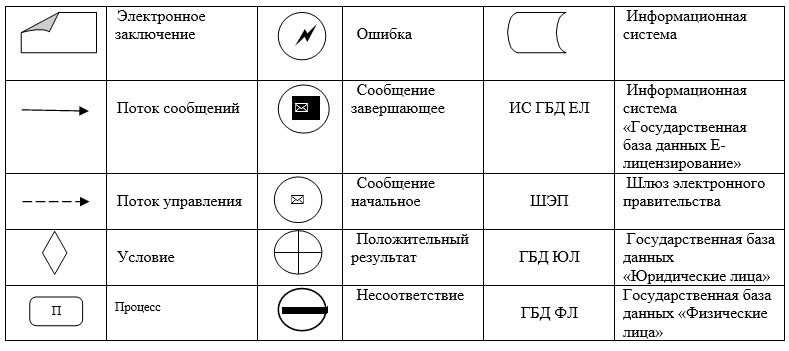 Электронное
заключение
Ошибка
Информационная
система
Поток сообщений
Сообщение
завершающее
ИС ГБД ЕЛ
Информационная
система
«Государственная
база данных Е-
лицензирование»
Поток управления
Сообщение
начальное
ШЭП
Шлюз электронного
правительства
Условие
Положительный
результат
ГБД ЮЛ
Государственная база
данных
«Юридические лица»
П
Процесс
Несоответствие
ГБД ФЛ
Государственная база
данных «Физические
лица»